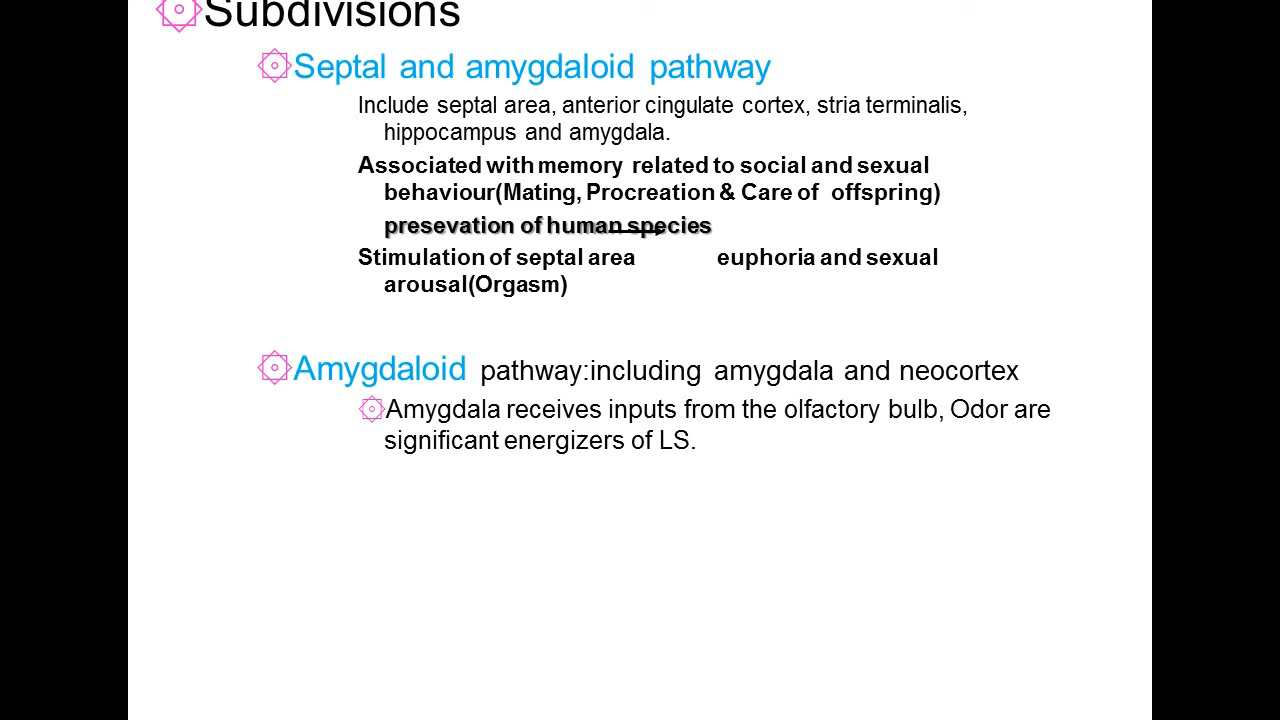 Subdivisions
Septal and amygdaloid pathway
Include septal area, anterior cingulate cortex, stria terminalis,
hippocampus and amygdala.
Associated with memory related to social and sexual
behaviour(Mating, Procreation & Care of offspring)
presevation of human species
Stimulation of septal area euphoria and sexual
arousal(Orgasm)
Amygdaloid pathway:including amygdala and neocortex
Amygdala receives inputs from the olfactory bulb, Odor are
significant energizers of LS.